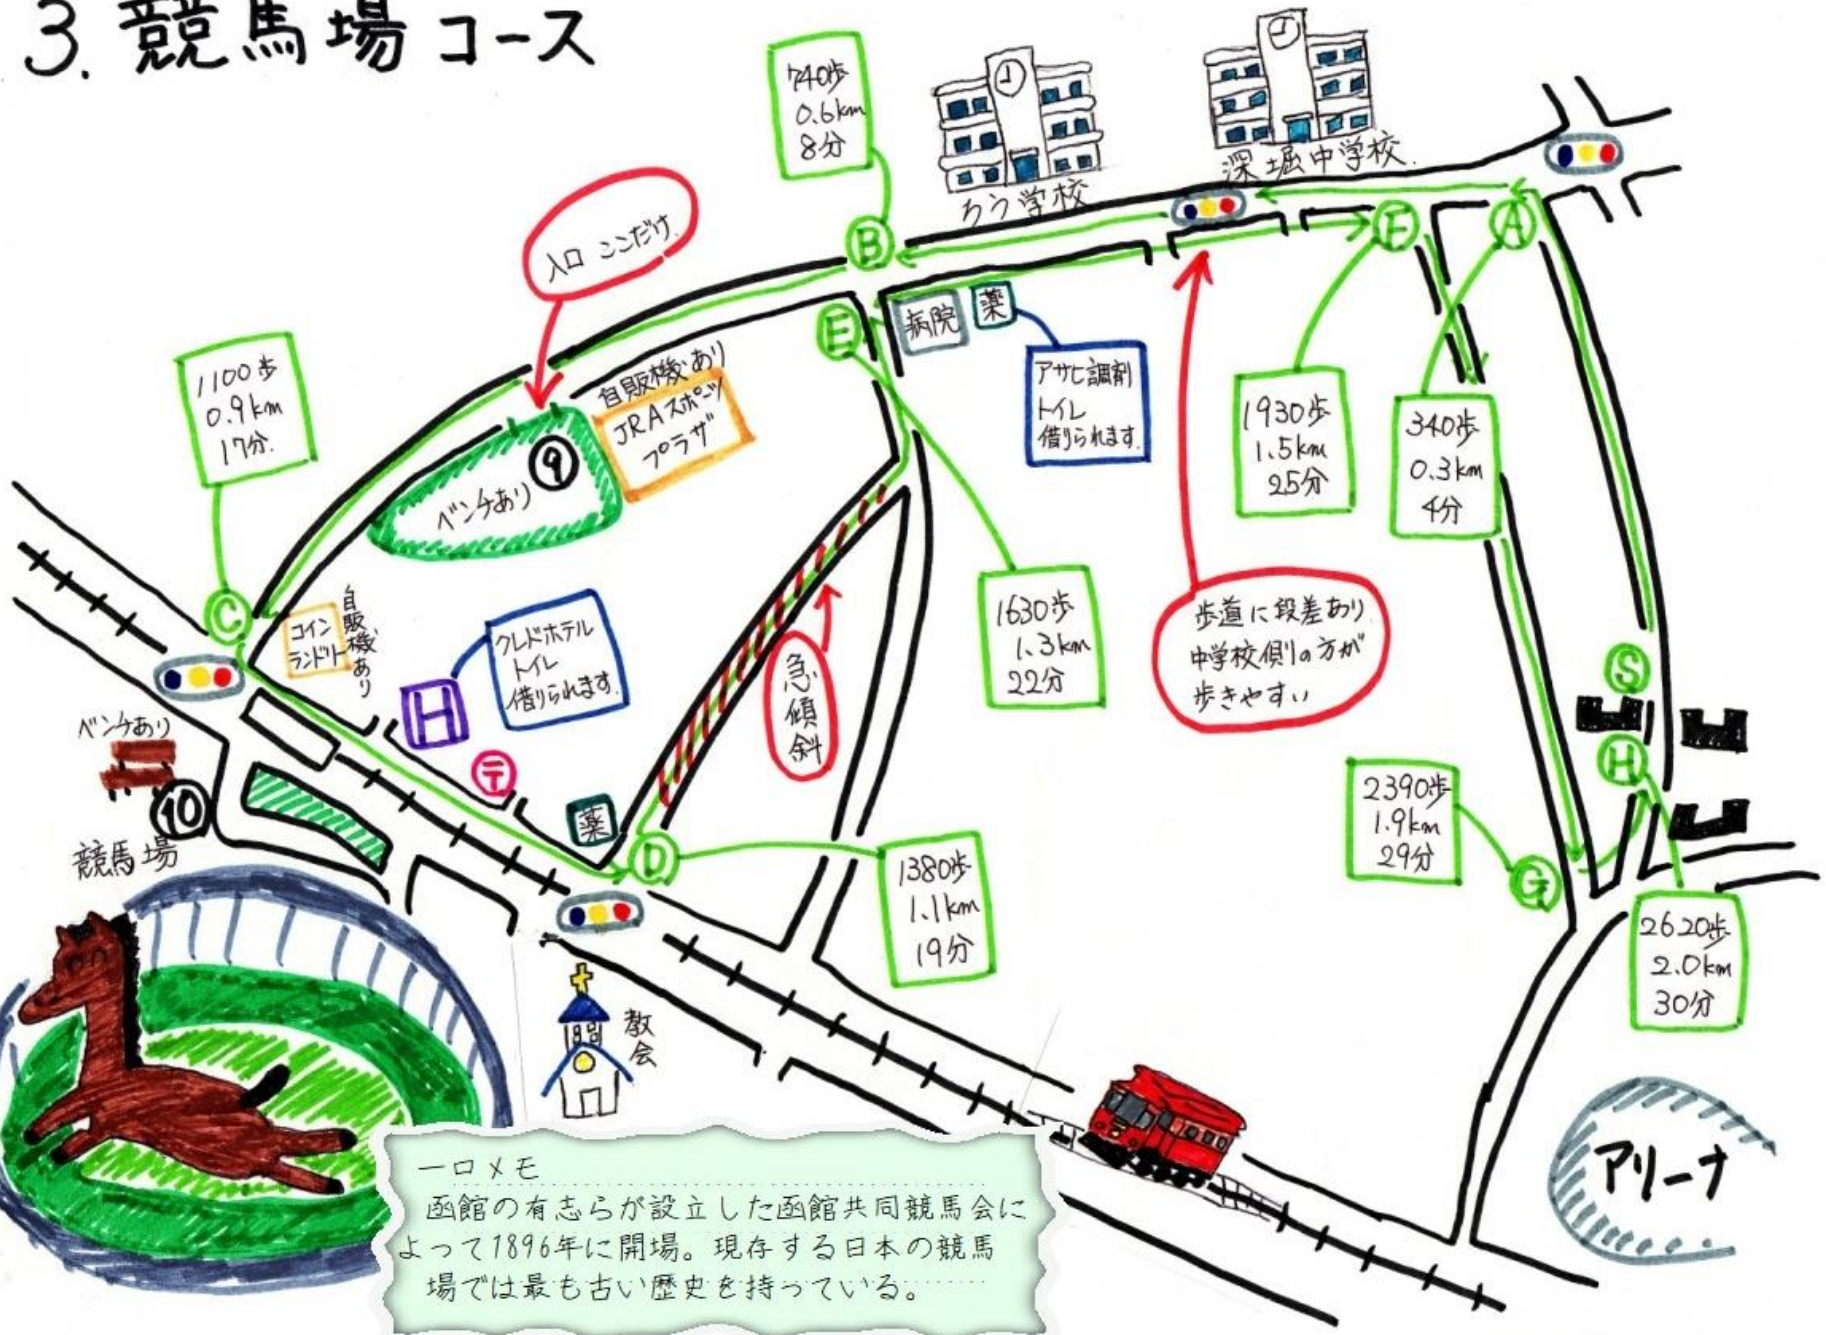 3. 競馬場コース
740歩
0.6km
8分
ろう学校
深堀中学校
入口 ここだけ
B
F
A
E
病院
薬
アサヒ調剤
トイレ
借りられます.
自販機あり
JRAスポーツ
プラザ
9
ベンチあり
1100歩
0.9km
17分.
1930歩
1.5km
25分
340歩
0.3km
4分
C
コイン
ランドリー
自販機あり
H
クレドホテル
トイレ
借りられます.
急傾斜
1630歩
1.3km
22分
歩道に段差あり
中学校側の方が
歩きやすい
S
H
ベンチあり
10
競馬場
〒
薬
D
1380歩
1.1km
19分
2390歩
1.9km
29分
G
2620歩
2.0km
30分
教会
アリーナ
一口メモ
函館の有志らが設立した函館共同競馬会に
よって1896年に開場。現存する日本の競馬
場では最も古い歴史を持っている。